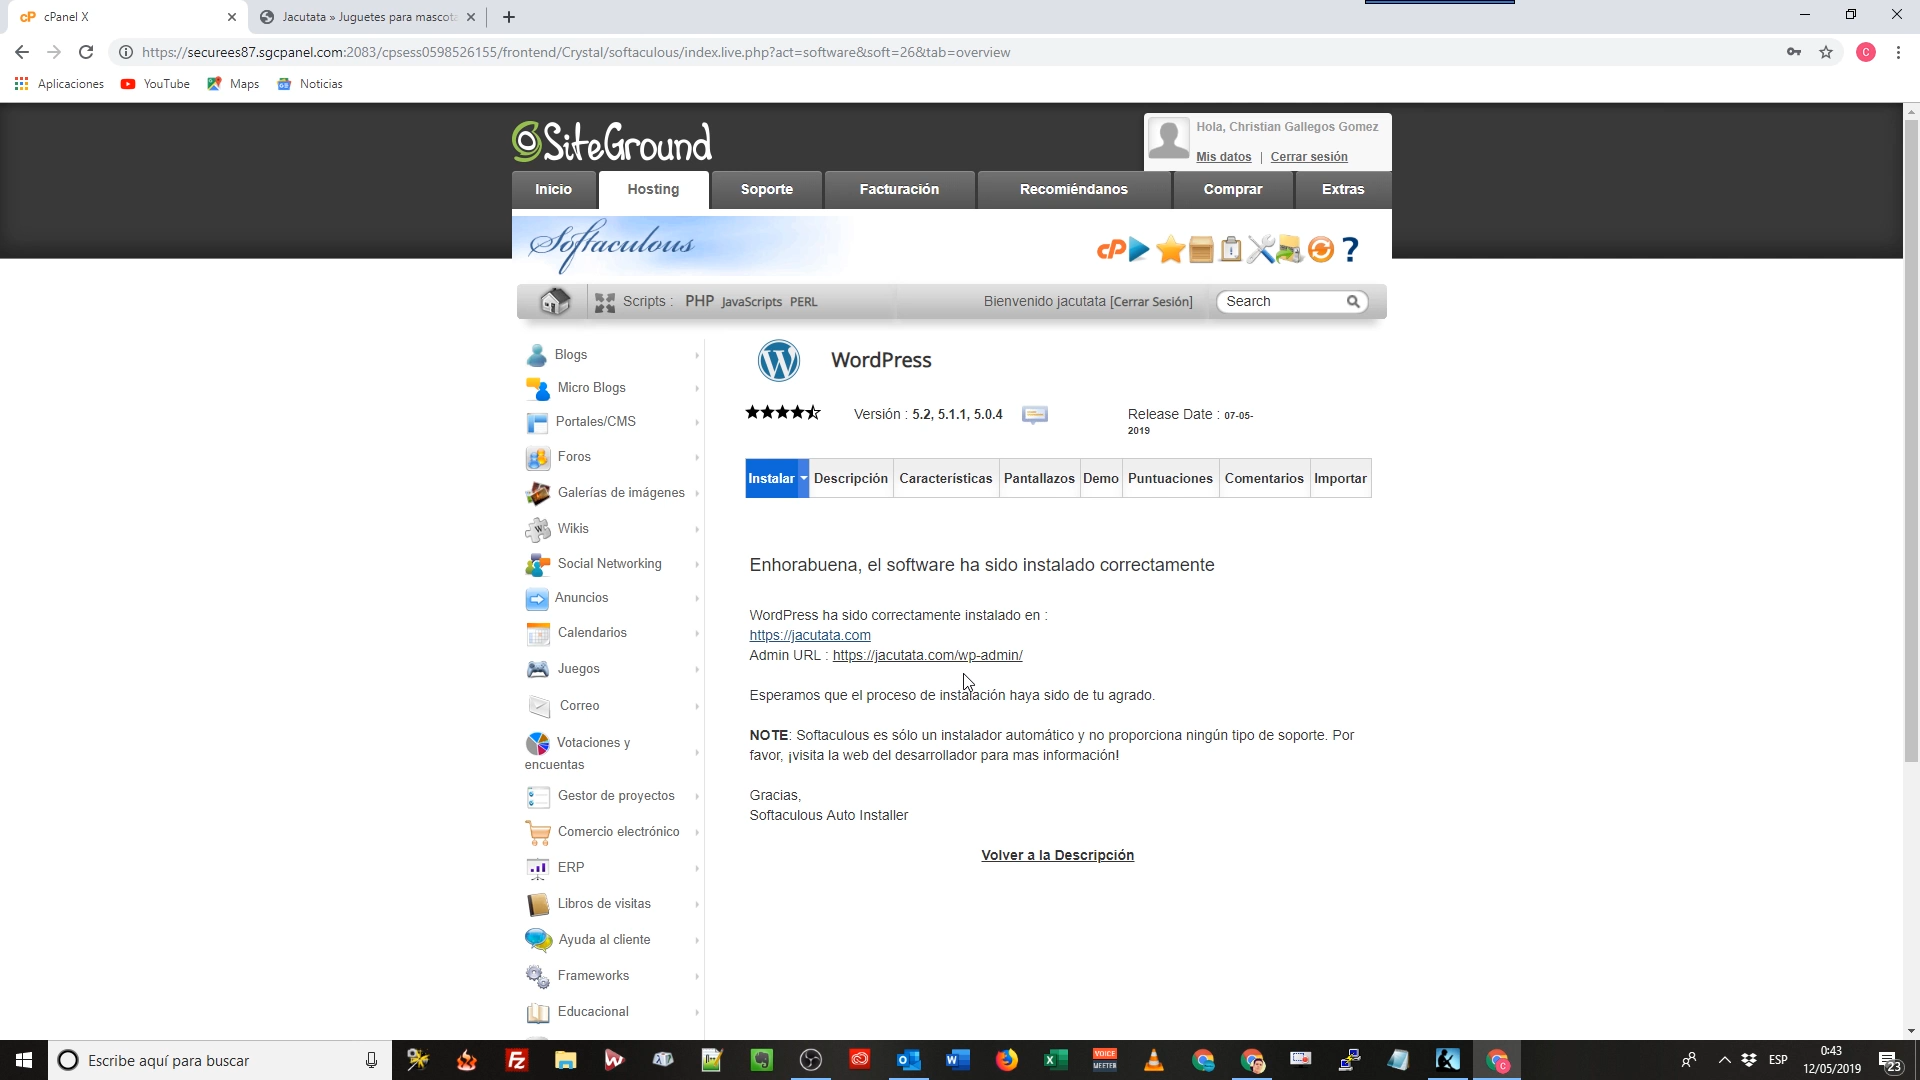 cPanel X
Jacutata » Juguetes para mascota
https://securees87.sgcpanel.com:2083/cpsess0598526155/frontend/Crystal/softaculous/index.live.php?act=software&soft=26&tab=overview
C
Aplicaciones
YouTube
Maps
Noticias
SiteGround
Hola, Christian Gallegos Gomez
Mis datos | Cerrar sesión
Inicio
Hosting
Soporte
Facturación
Recomiéndanos
Comprar
Extras
Softaculous
cP
?
Scripts : PHP JavaScripts PERL
Bienvenido jacutata [Cerrar Sesión]
Search
Blogs
Micro Blogs
Portales/CMS
Foros
Galerías de imágenes
Wikis
Social Networking
Anuncios
Calendarios
Juegos
Correo
Votaciones y
encuentas
Gestor de proyectos
Comercio electrónico
ERP
Libros de visitas
Ayuda al cliente
Frameworks
Educacional
WordPress
Versión : 5.2, 5.1.1, 5.0.4
Release Date : 07-05-
2019
Instalar
Descripción
Características
Pantallazos
Demo
Puntuaciones
Comentarios
Importar
Enhorabuena, el software ha sido instalado correctamente
WordPress ha sido correctamente instalado en :
https://jacutata.com
Admin URL : https://jacutata.com/wp-admin/
Esperamos que el proceso de instalación haya sido de tu agrado.
NOTE: Softaculous es sólo un instalador automático y no proporciona ningún tipo de soporte. Por
favor, ¡visita la web del desarrollador para mas información!
Gracias,
Softaculous Auto Installer
Volver a la Descripción
Escribe aquí para buscar
VOICE
MEETER
ESP
0:43
12/05/2019
23